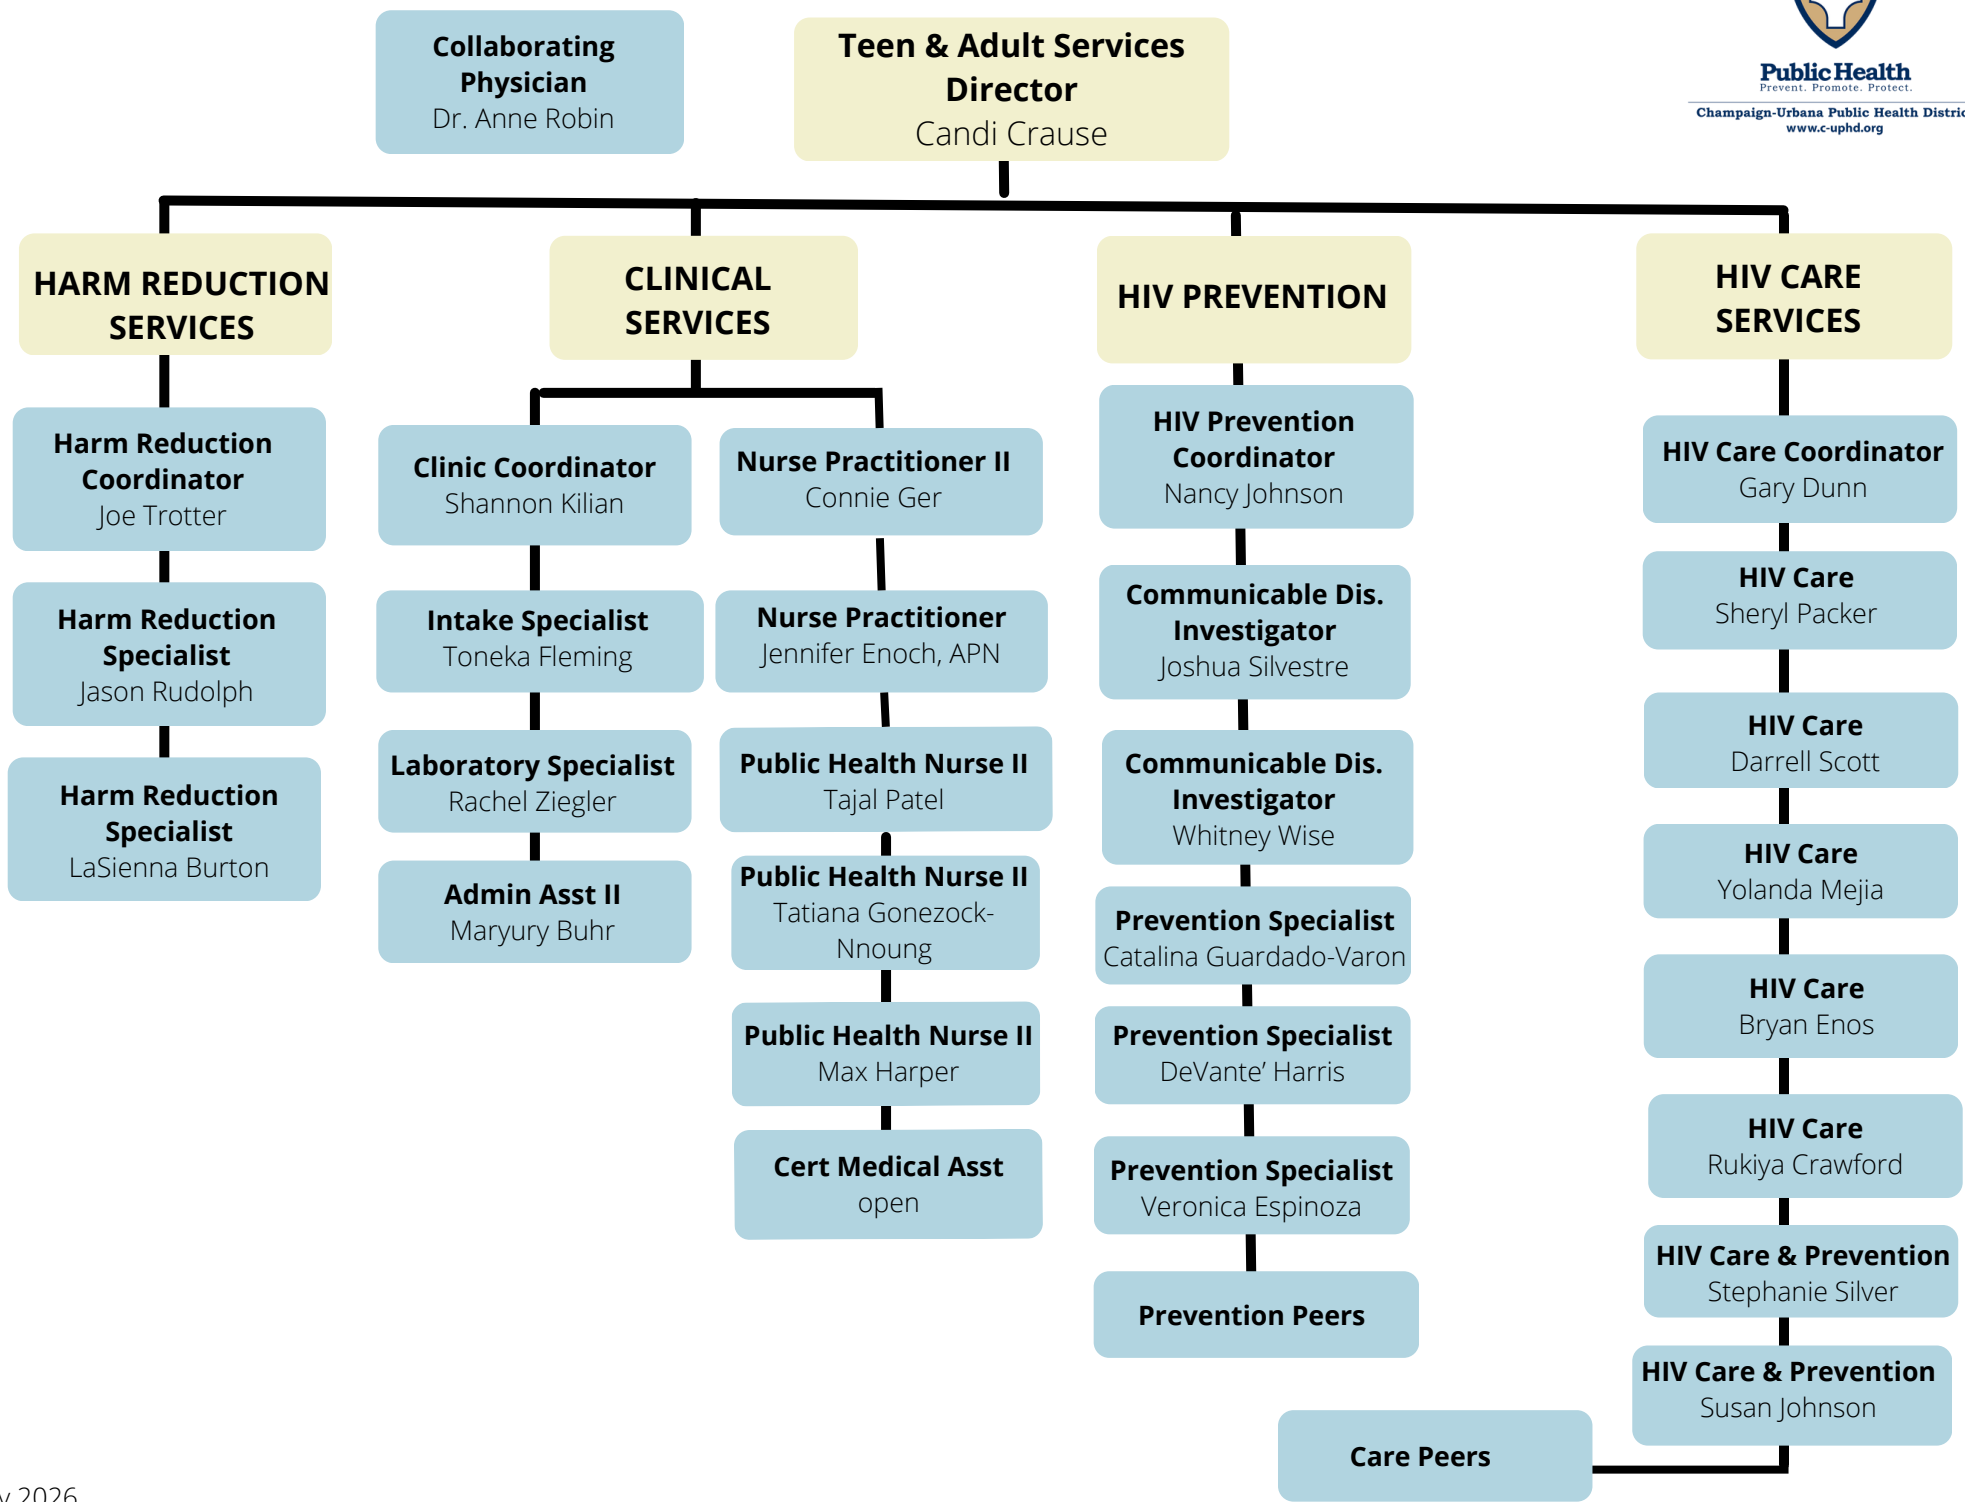 Collaborating
Physician
Dr. Anne Robin
Teen & Adult Services
Director
Candi Crause
Public Health
Prevent. Promote. Protect.
Champaign-Urbana Public Health
www.c-uphd.org
HARM REDUCTION
SERVICES
Harm Reduction
Coordinator
Joe Trotter
Harm Reduction
Specialist
Jason Rudolph
Harm Reduction
Specialist
LaSienna Burton
CLINICAL
SERVICES
Clinic Coordinator
Shannon Kilian
Intake Specialist
Toneka Fleming
Laboratory Specialist
Rachel Ziegler
Admin Asst II
Maryury Buhr
Nurse Practitioner II
Connie Ger
Nurse Practitioner
Jennifer Enoch, APN
Public Health Nurse II
Tajal Patel
Public Health Nurse II
Tatiana Gonezock-
Nnoung
Public Health Nurse II
Max Harper
Cert Medical Asst
open
HIV PREVENTION
HIV Prevention
Coordinator
Nancy Johnson
Communicable Dis.
Investigator
Joshua Silvestre
Communicable Dis.
Investigator
Whitney Wise
Prevention Specialist
Catalina Guardado-Varon
Prevention Specialist
DeVante’ Harris
Prevention Specialist
Veronica Espinoza
Prevention Peers
HIV CARE
SERVICES
HIV Care Coordinator
Gary Dunn
HIV Care
Sheryl Packer
HIV Care
Darrell Scott
HIV Care
Yolanda Mejia
HIV Care
Bryan Enos
HIV Care
Rukiya Crawford
HIV Care & Prevention
Stephanie Silver
HIV Care & Prevention
Susan Johnson
Care Peers
2026